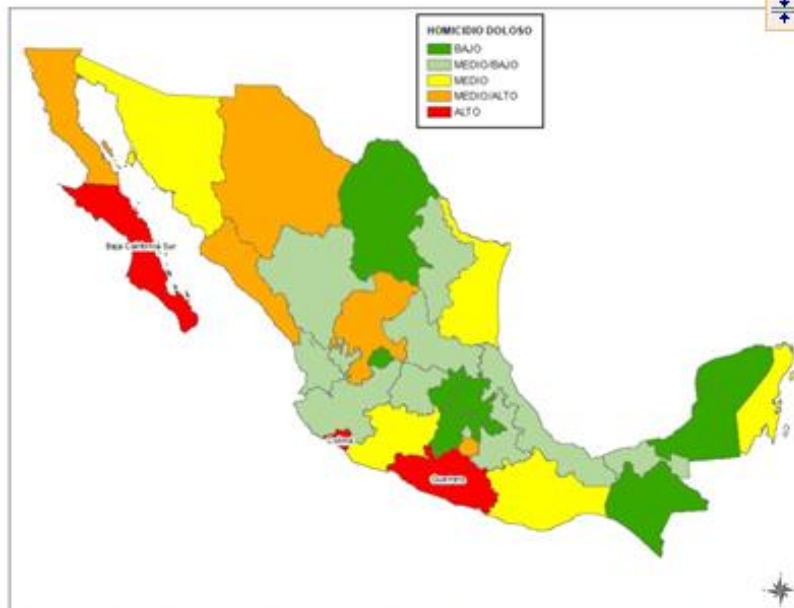 HOMICIDIO DOLOSO
BAJO
MEDIO/BAJO
MEDIO
MEDIO/ALTO
ALTO
Baja California Sur
Colima
Guerrero